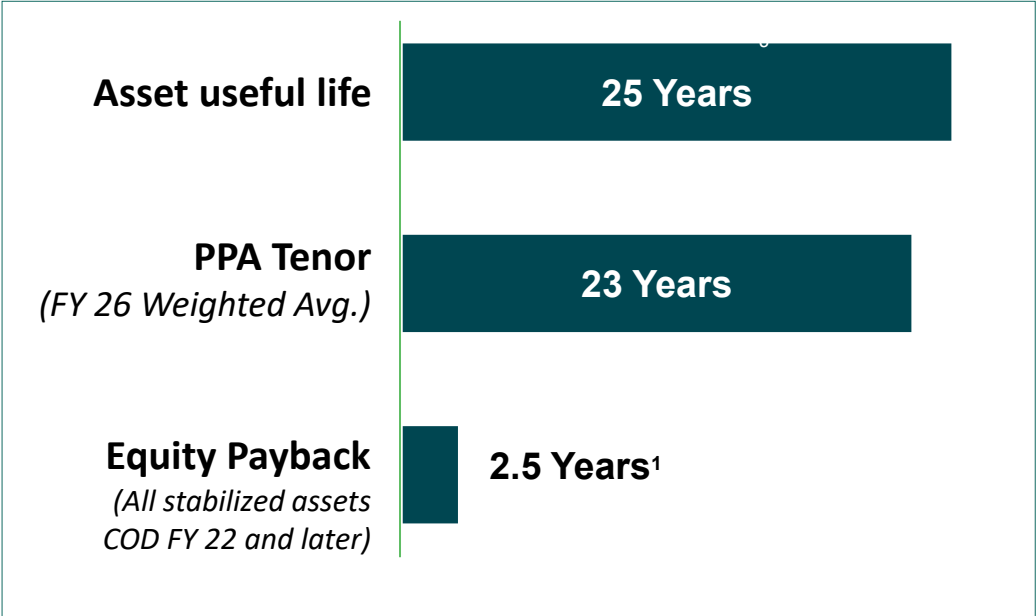 Asset useful life
25 Years
PPA Tenor
(FY 26 Weighted Avg.)
23 Years
Equity Payback
(All stabilized assets
COD FY 22 and later)
2.5 Years¹